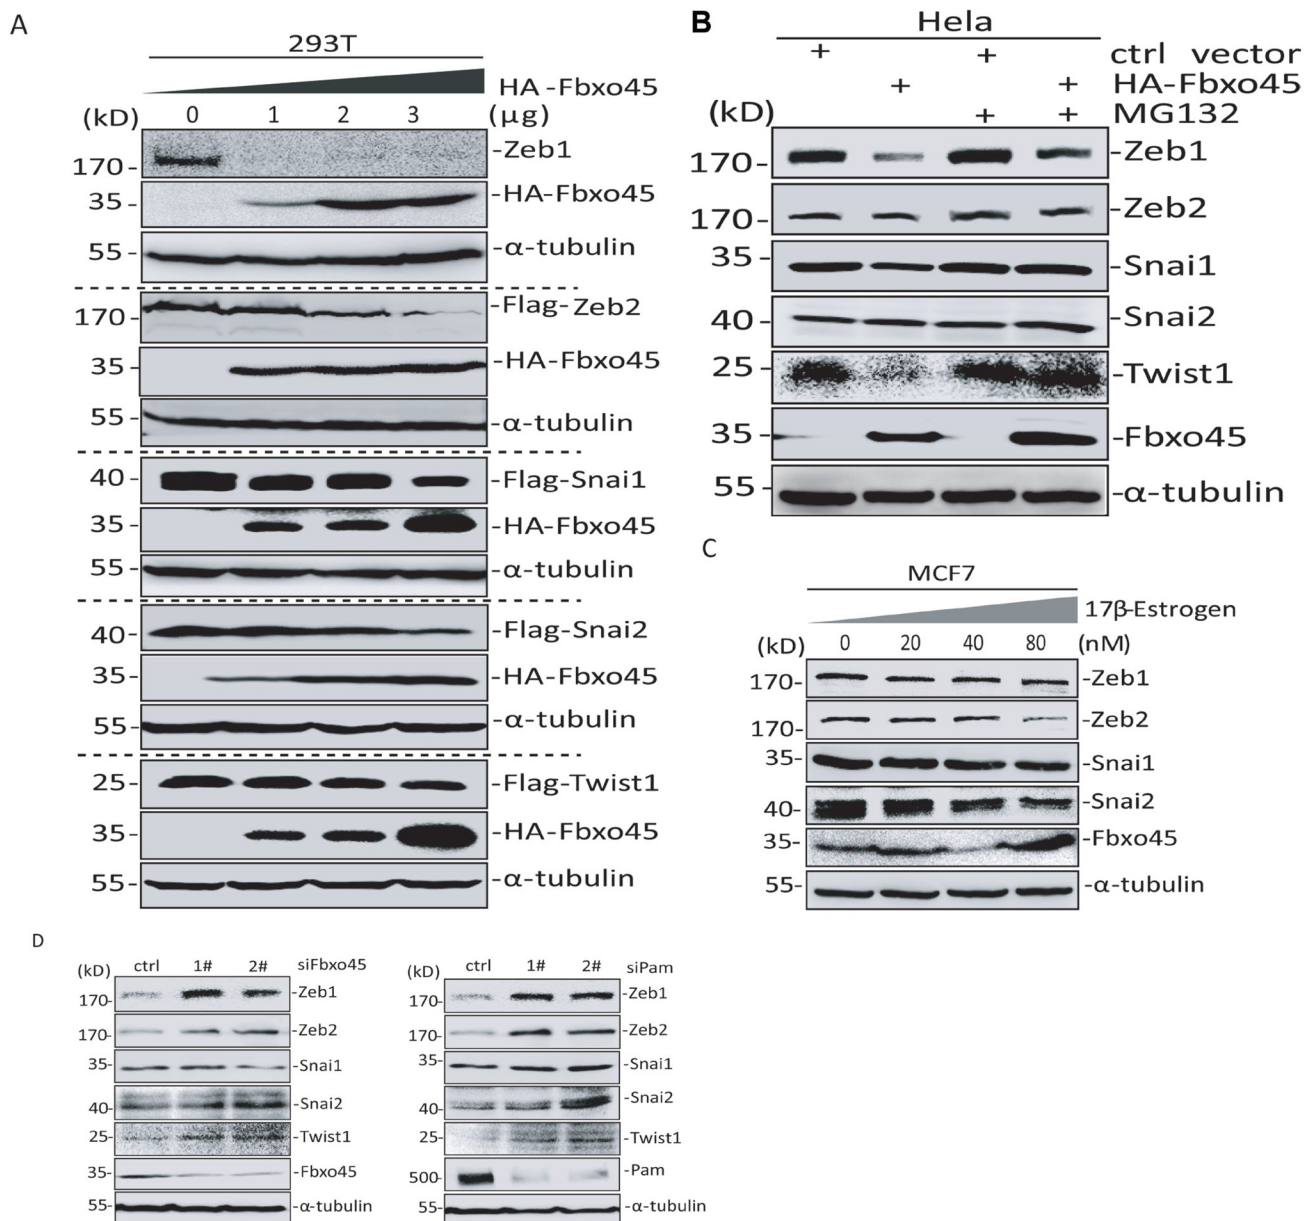 A
293T
HA -Fbxo45
(kD) 0 1 2 3 (μg)
170 - -Zeb1
35 - -HA-Fbxo45
55 - -α-tubulin
170 - -Flag-Zeb2
35 - -HA-Fbxo45
55 - -α-tubulin
40 - -Flag-Snai1
35 - -HA-Fbxo45
55 - -α-tubulin
40 - -Flag-Snai2
35 - -HA-Fbxo45
55 - -α-tubulin
25 - -Flag-Twist1
35 - -HA-Fbxo45
55 - -α-tubulin
B
Hela
+ + ctrl vector
+ + HA-Fbxo45
(kD) + + MG132
170 - -Zeb1
170 - -Zeb2
35 - -Snai1
40 - -Snai2
25 - -Twist1
35 - -Fbxo45
55 - -α-tubulin
C
MCF7
17β-Estrogen
(kD) 0 20 40 80 (nM)
170- -Zeb1
170- -Zeb2
35- -Snai1
40- -Snai2
35- -Fbxo45
55- -α-tubulin
D
(kD) ctrl 1# 2# siFbxo45
170- -Zeb1
170- -Zeb2
35- -Snai1
40- -Snai2
25- -Twist1
35- -Fbxo45
55- -α-tubulin
(kD) ctrl 1# 2# siPam
170- -Zeb1
170- -Zeb2
35- -Snai1
40- -Snai2
25- -Twist1
500- -Pam
55- -α-tubulin